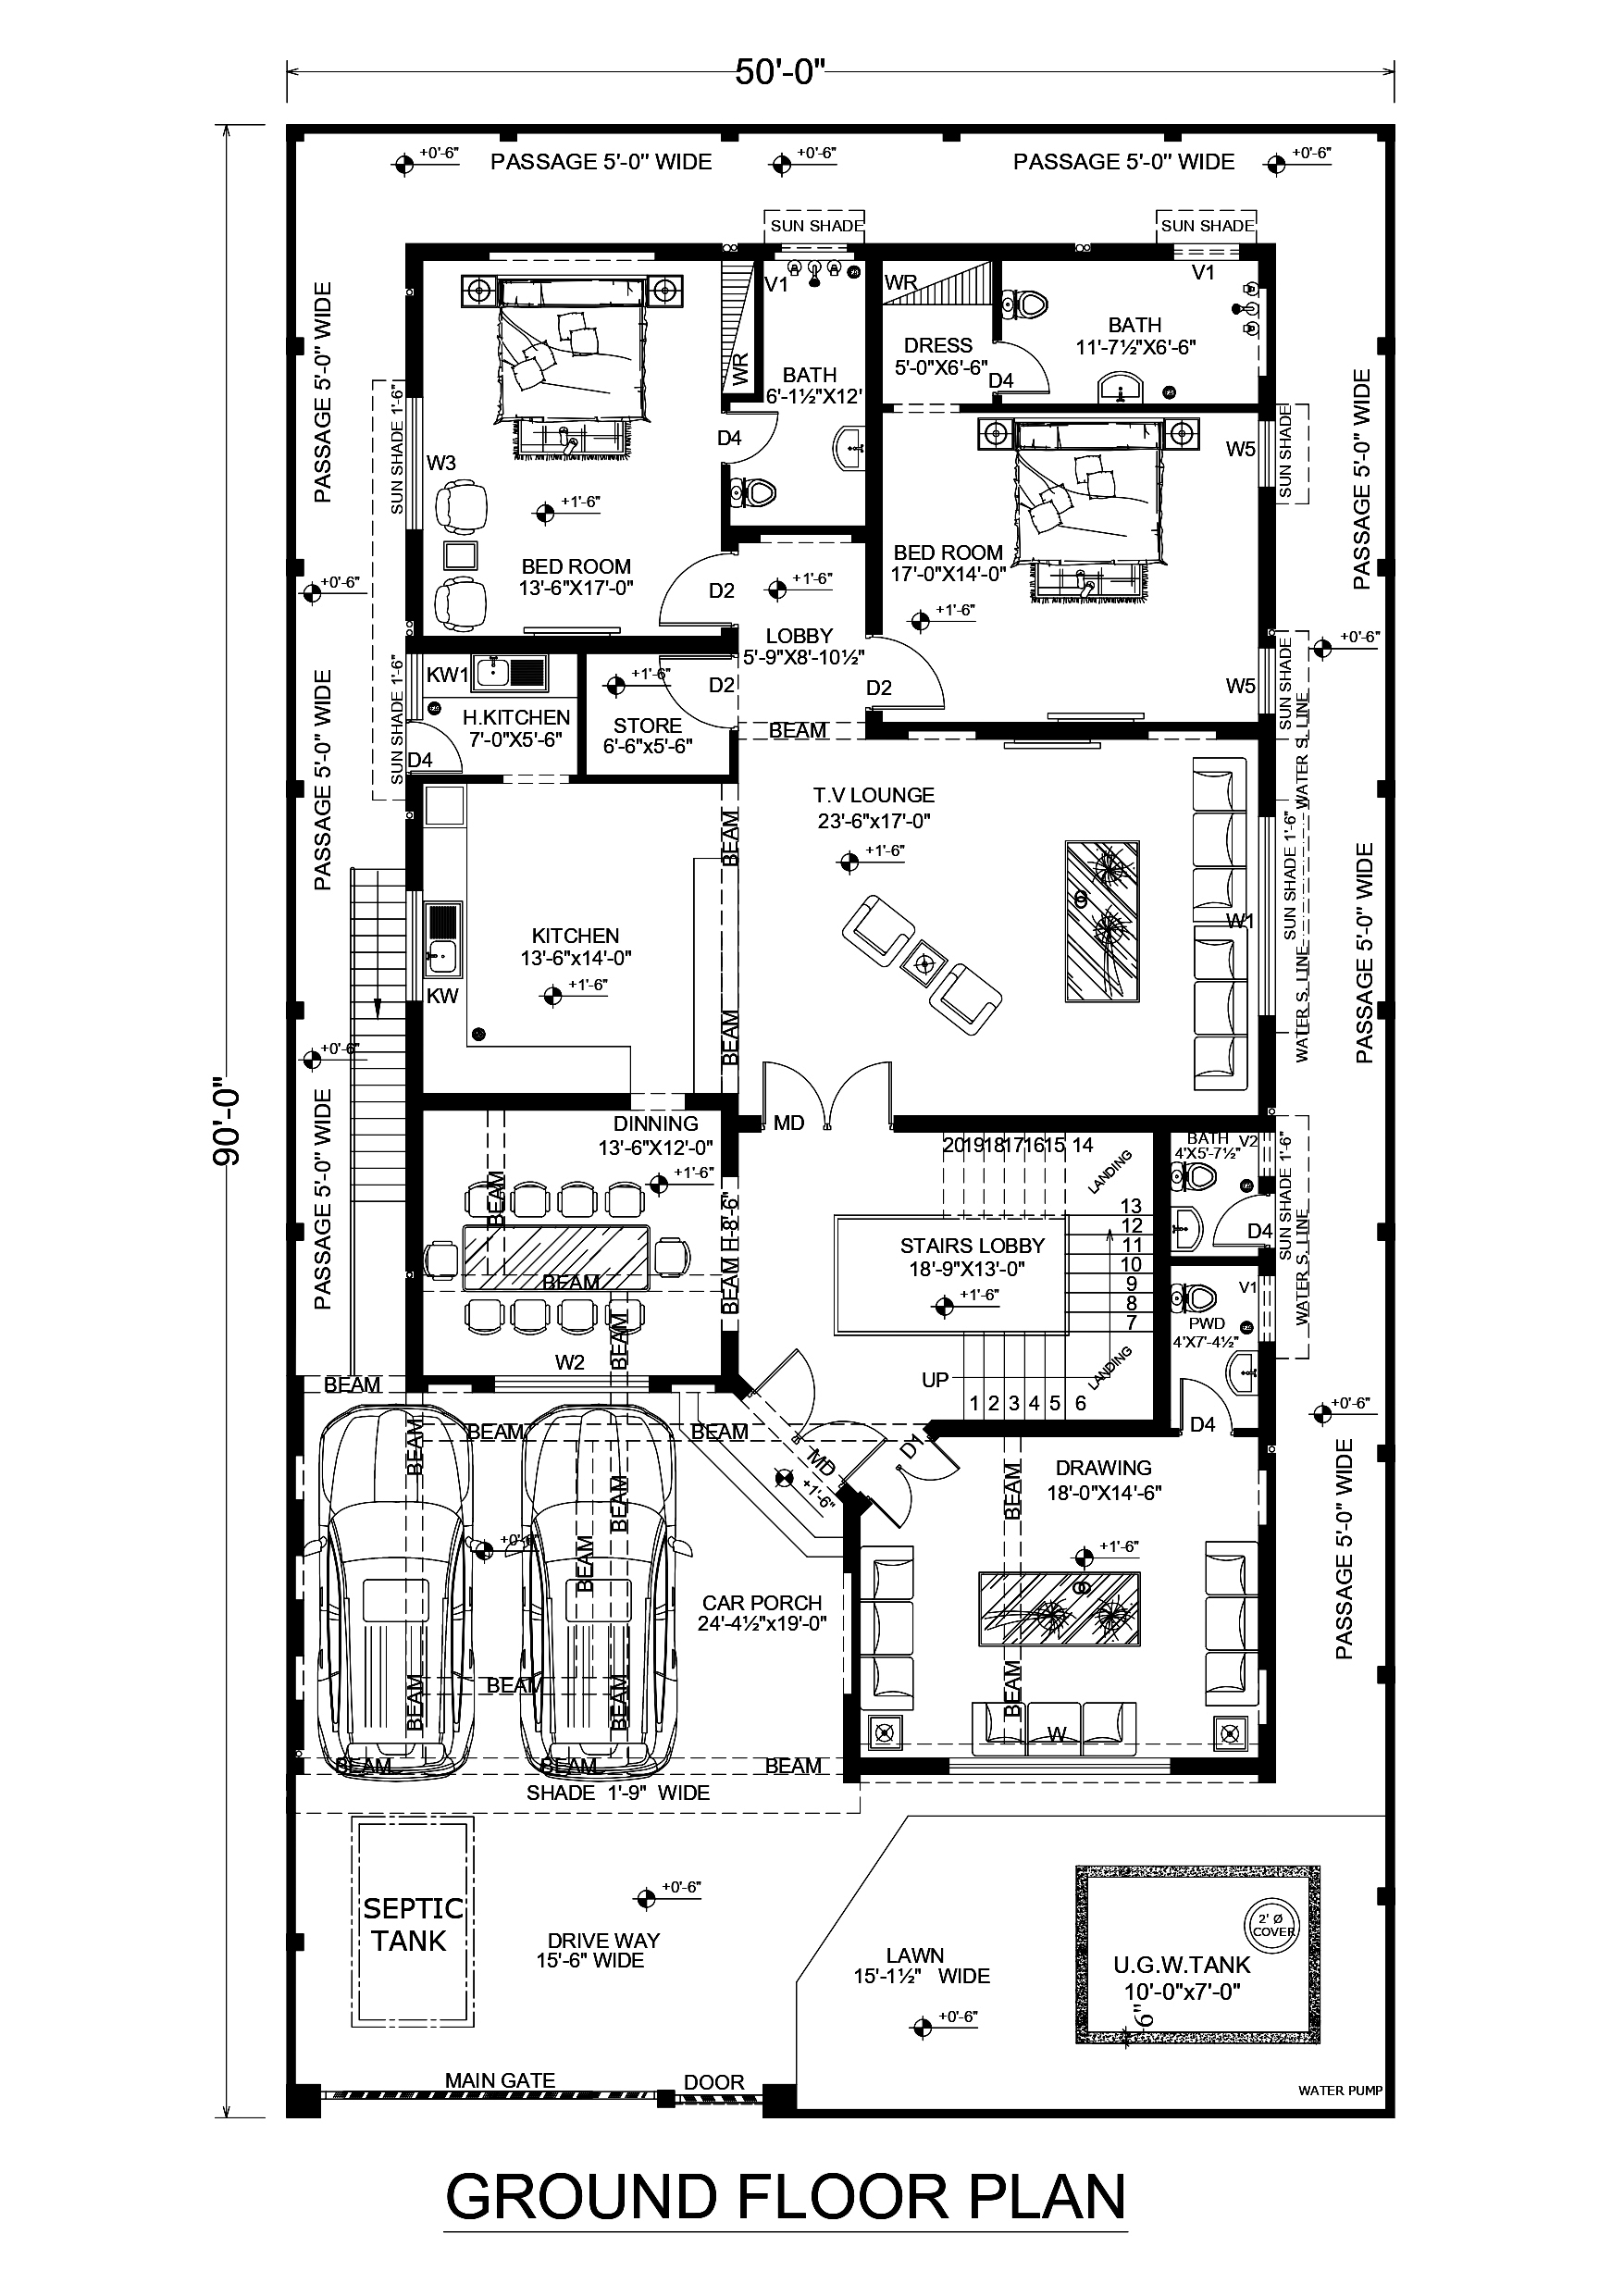 50'-0"
+0'-6"
PASSAGE 5'-0" WIDE
+0'-6"
PASSAGE 5'-0" WIDE
+0'-6"
SUN SHADE
SUN SHADE
V1
WR
V1
PASSAGE 5'-0" WIDE
WR
BATH
6'-1½"X12'
DRESS
5'-0"X6'-6"
BATH
11'-7½"X6'-6"
D4
D4
PASSAGE 5'-0" WIDE
SUN SHADE 1'-6"
W3
W5
SUN SHADE
+1'-6"
BED ROOM
13'-6"X17'-0"
D2
+1'-6"
BED ROOM
17'-0"X14'-0"
+1'-6"
+0'-6"
LOBBY
5'-9"X8'-10½"
+0'-6"
KW1
+1'-6"
D2
D2
W5
SUN SHADE
WATER S. LINE
SUN SHADE 1'-6"
H.KITCHEN
7'-0"X5'-6"
STORE
6'-6"x5'-6"
D4
BEAM
PASSAGE 5'-0" WIDE
T.V LOUNGE
23'-6"x17'-0"
+1'-6"
BEAM
SUN SHADE 1'-6"
W1
PASSAGE 5'-0" WIDE
KITCHEN
13'-6"x14'-0"
+1'-6"
KW
BEAM
WATER S. LINE
+0'-6"
90'-0"
PASSAGE 5'-0" WIDE
DINNING
13'-6"X12'-0"
+1'-6"
MD
20 19 18 17 16 15 14
LANDING
BATH
4'X5'-7½"
V2
SUN SHADE 1'-6"
BEAM
BEAM H-8'-6"
13
12
11
10
9
8
7
STAIRS LOBBY
18'-9"X13'-0"
+1'-6"
D4
WATER S. LINE
BEAM
BEAM
V1
PWD
4'X7'-4½"
W2
UP
LANDING
1 2 3 4 5 6
BEAM
BEAM
BEAM
BEAM
MD
D1
+1'-6"
D4
+0'-6"
DRAWING
18'-0"X14'-6"
BEAM
+1'-6"
PASSAGE 5'-0" WIDE
BEAM
BEAM
+0'-6"
CAR PORCH
24'-4½"x19'-0"
BEAM
BEAM
BEAM
BEAM
BEAM
W
BEAM
BEAM
BEAM
SHADE 1'-9" WIDE
SEPTIC
TANK
+0'-6"
DRIVE WAY
15'-6" WIDE
LAWN
15'-1½" WIDE
+0'-6"
2' Ø
COVER
U.G.W.TANK
10'-0"x7'-0"
6"
MAIN GATE
DOOR
WATER PUMP
GROUND FLOOR PLAN